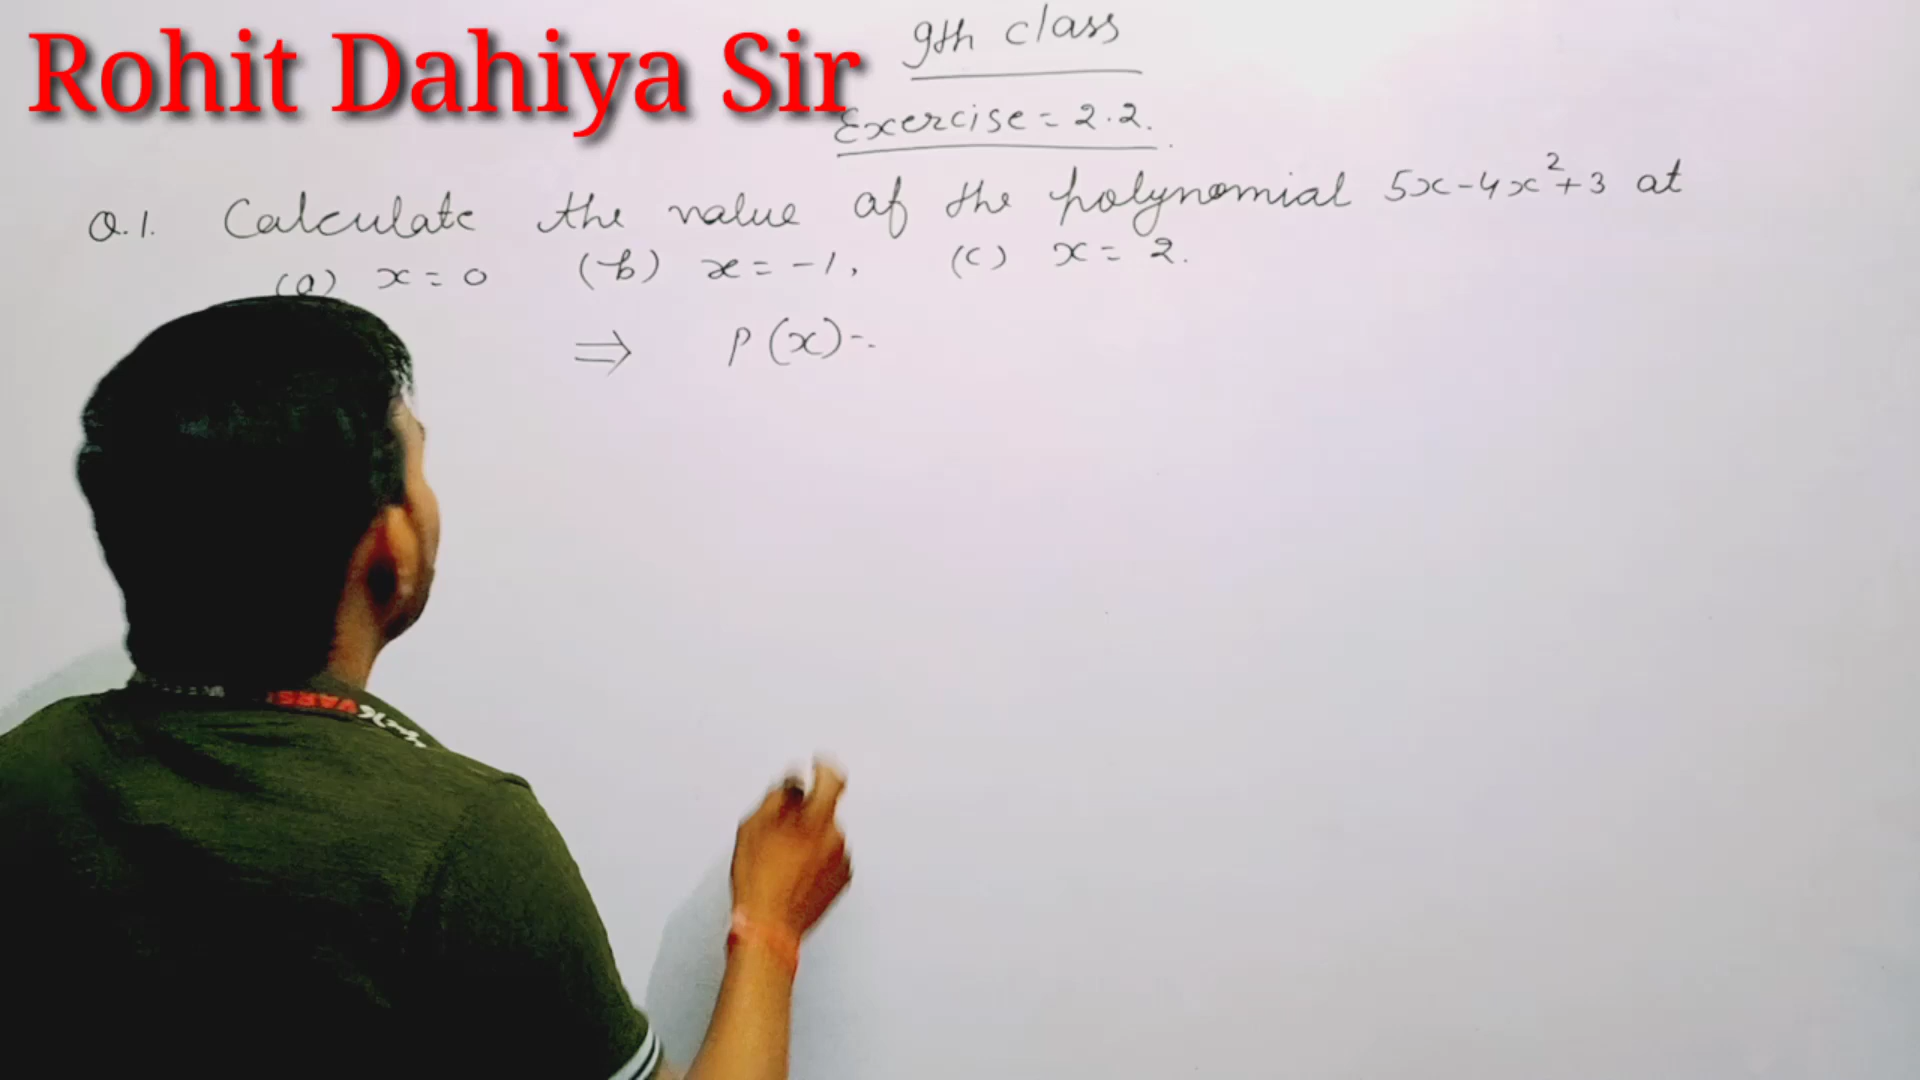 Rohit Dahiya Sir
9th class
Exercise = 2.2.
Q.1. Calculate the value of the polynomial 5x-4x²+3 at
(a) x = 0 (b) x = -1, (c) x = 2.
⇒ P(x)=